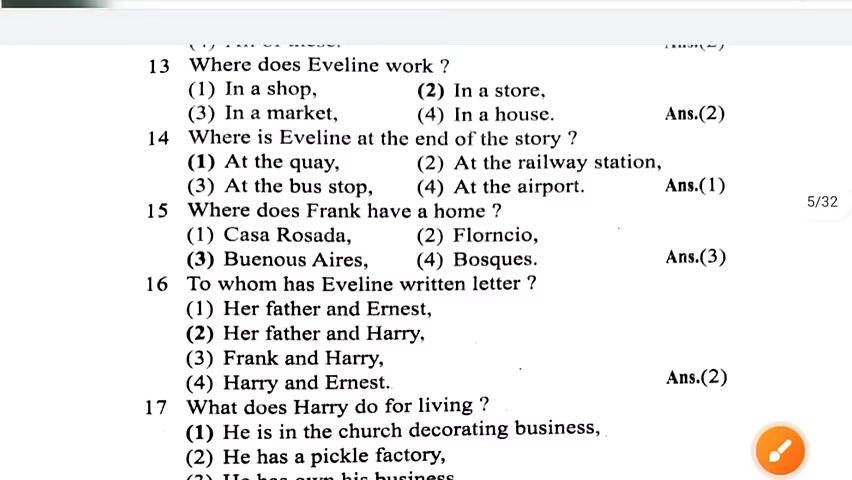 13 Where does Eveline work ?
(1) In a shop, (2) In a store,
(3) In a market, (4) In a house. Ans.(2)
14 Where is Eveline at the end of the story ?
(1) At the quay, (2) At the railway station,
(3) At the bus stop, (4) At the airport. Ans.(1)
5/32
15 Where does Frank have a home ?
(1) Casa Rosada, (2) Florncio,
(3) Buenous Aires, (4) Bosques. Ans.(3)
16 To whom has Eveline written letter ?
(1) Her father and Ernest,
(2) Her father and Harry,
(3) Frank and Harry,
(4) Harry and Ernest. Ans.(2)
17 What does Harry do for living ?
(1) He is in the church decorating business,
(2) He has a pickle factory,